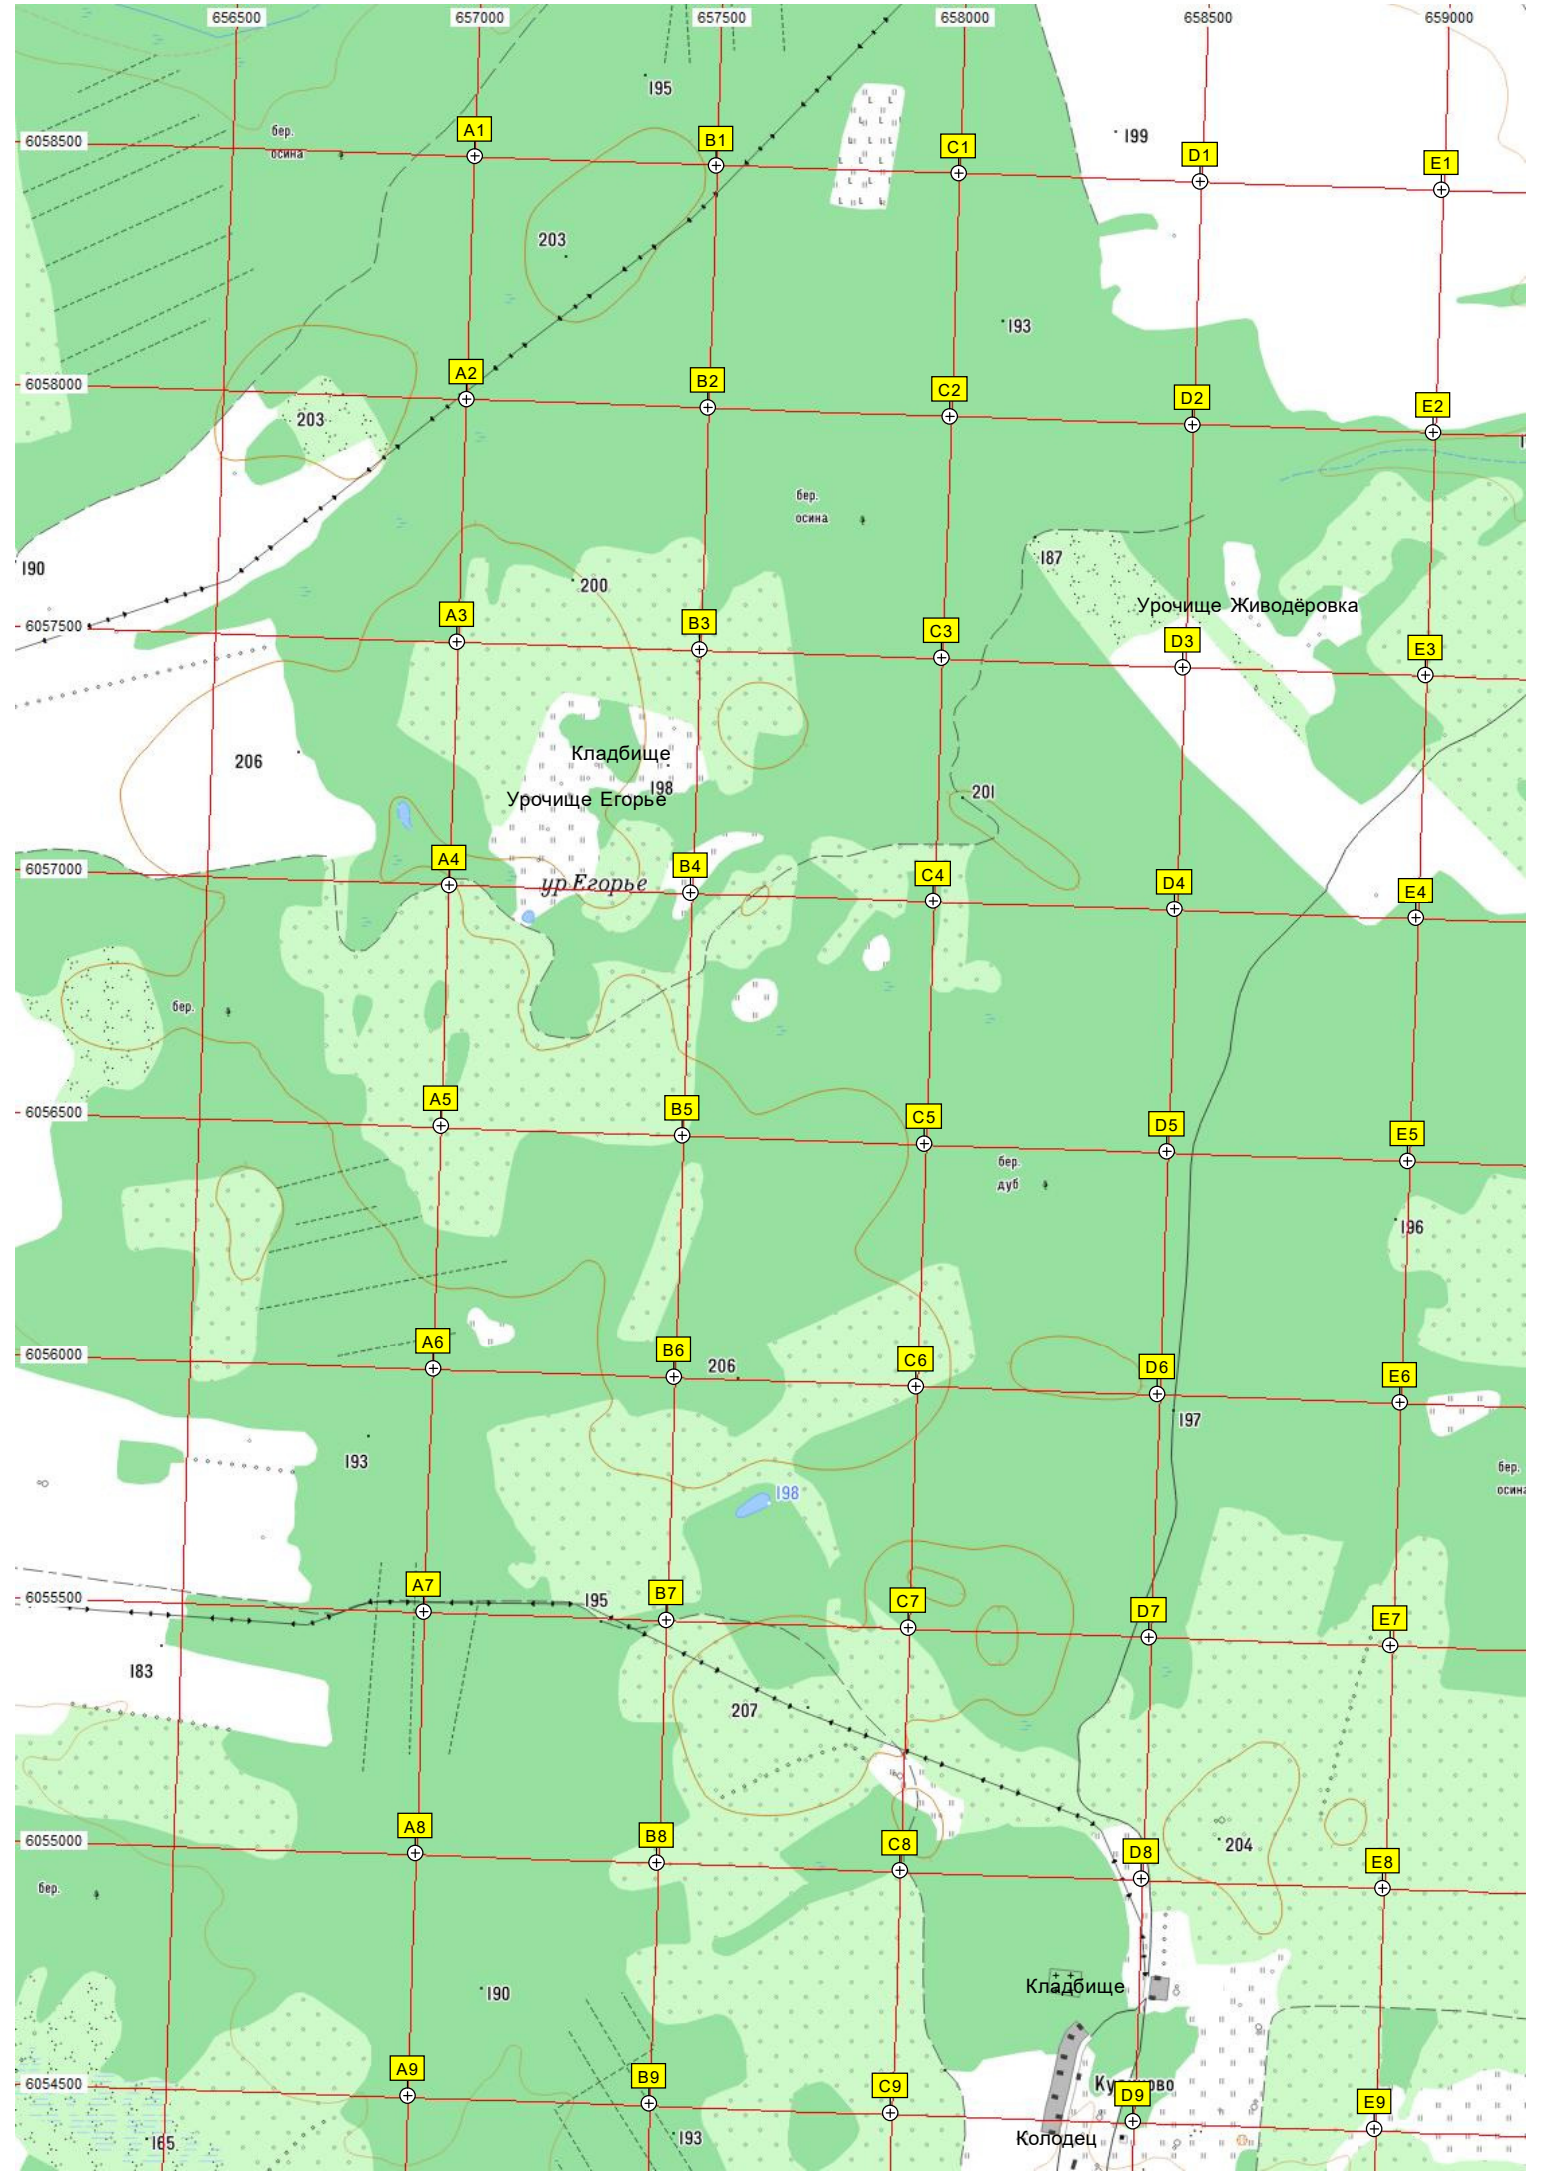 656500 657000 657500 658000 658500 659000
195
бер.
осина
199
6058500
A1 B1 C1 D1 E1
203
193
6058000
A2 B2 C2 D2 E2
203
бер.
осина
190
187
200
Урочище Живодёровка
6057500
A3 B3 C3 D3 E3
206
Кладбище
198
201
Урочище Егорье
6057000
A4 B4 C4 D4 E4
ур Егорье
бер.
6056500
A5 B5 C5 D5 E5
бер.
дуб
196
6056000
A6 B6 C6 D6 E6
206
197
193
бер.
198
6055500
A7 B7 C7 D7 E7
195
183
207
6055000
A8 B8 C8 D8 E8
204
бер.
Кладбище
190
6054500
A9 B9 C9 D9 E9
Колодец
165
193